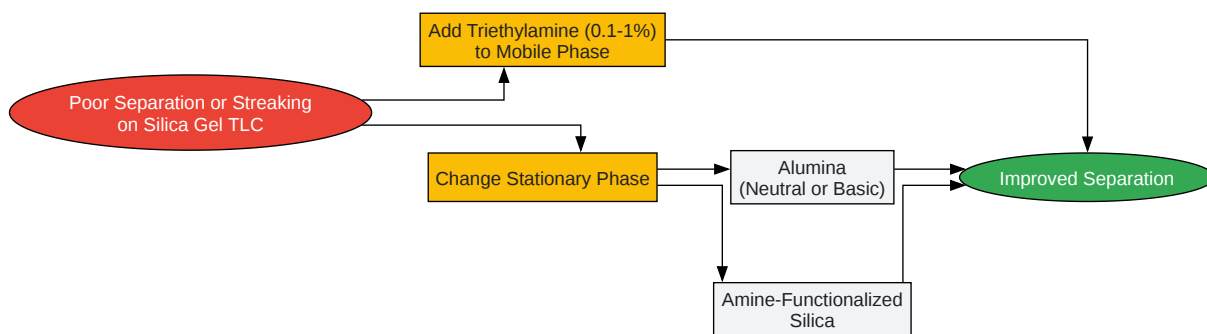 Add Triethylamine (0.1-1%)
to Mobile Phase
Poor Separation or Streaking
on Silica Gel TLC
Change Stationary Phase
Alumina
(Neutral or Basic)
Improved Separation
Amine-Functionalized
Silica